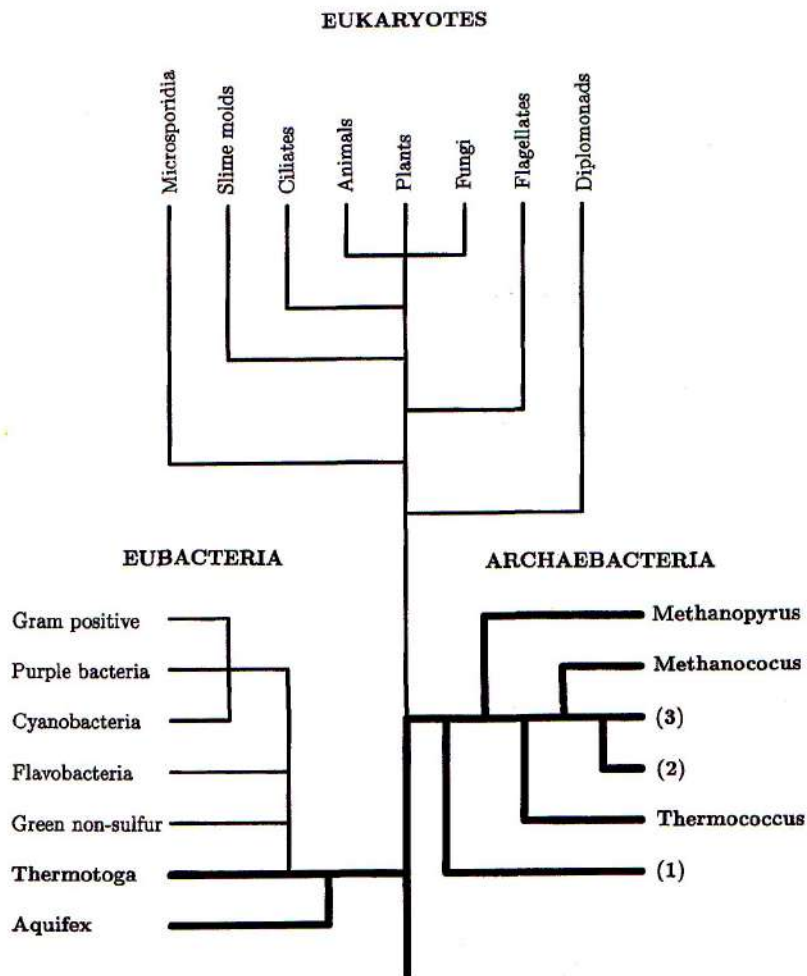 EUKARYOTES
Microsporidia
Slime molds
Ciliates
Animals
Plants
Fungi
Flagellates
Diplomonads
EUBACTERIA
Gram positive
Purple bacteria
Cyanobacteria
Flavobacteria
Green non-sulfur
Thermotoga
Aquifex
ARCHAEBACTERIA
Methanopyrus
Methanococus
(3)
(2)
Thermococcus
(1)